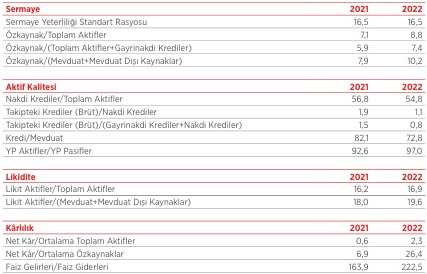 Sermaye 2021 2022
Sermaye Yeterliliği Standart Rasyosu 16,5 16,5
Özkaynak/Toplam Aktifler 7,1 8,8
Özkaynak/(Toplam Aktifler+Gayrinakdi Krediler) 5,9 7,4
Özkaynak/(Mevduat+Mevduat Dışı Kaynaklar) 7,9 10,2
Aktif Kalitesi 2021 2022
Nakdi Krediler/Toplam Aktifler 56,8 54,8
Takipteki Krediler (Brüt)/Nakdi Krediler 1,9 1,1
Takipteki Krediler (Brüt)/(Gayrinakdi Krediler+Nakdi Krediler) 1,5 0,8
Kredi/Mevduat 82,1 72,8
YP Aktifler/YP Pasifler 92,6 97,0
Likidite 2021 2022
Likit Aktifler/Toplam Aktifler 16,2 16,9
Likit Aktifler/(Mevduat+Mevduat Dışı Kaynaklar) 18,0 19,6
Kârlılık 2021 2022
Net Kâr/Ortalama Toplam Aktifler 0,6 2,3
Net Kâr/Ortalama Özkaynaklar 6,9 26,4
Faiz Gelirleri/Faiz Giderleri 163,9 222,5